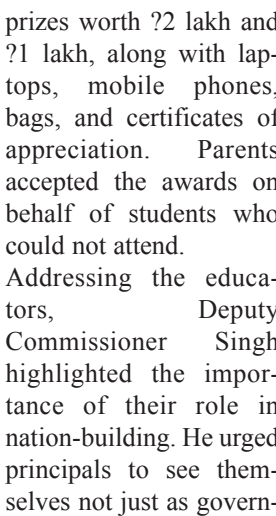 prizes worth ?2 lakh and
?1 lakh, along with lap-
tops, mobile phones,
bags, and certificates of
appreciation. Parents
accepted the awards on
behalf of students who
could not attend.
Addressing the educa-
tors, Deputy
Commissioner Singh
highlighted the impor-
tance of their role in
nation-building. He urged
principals to see them-
selves not just as govern-